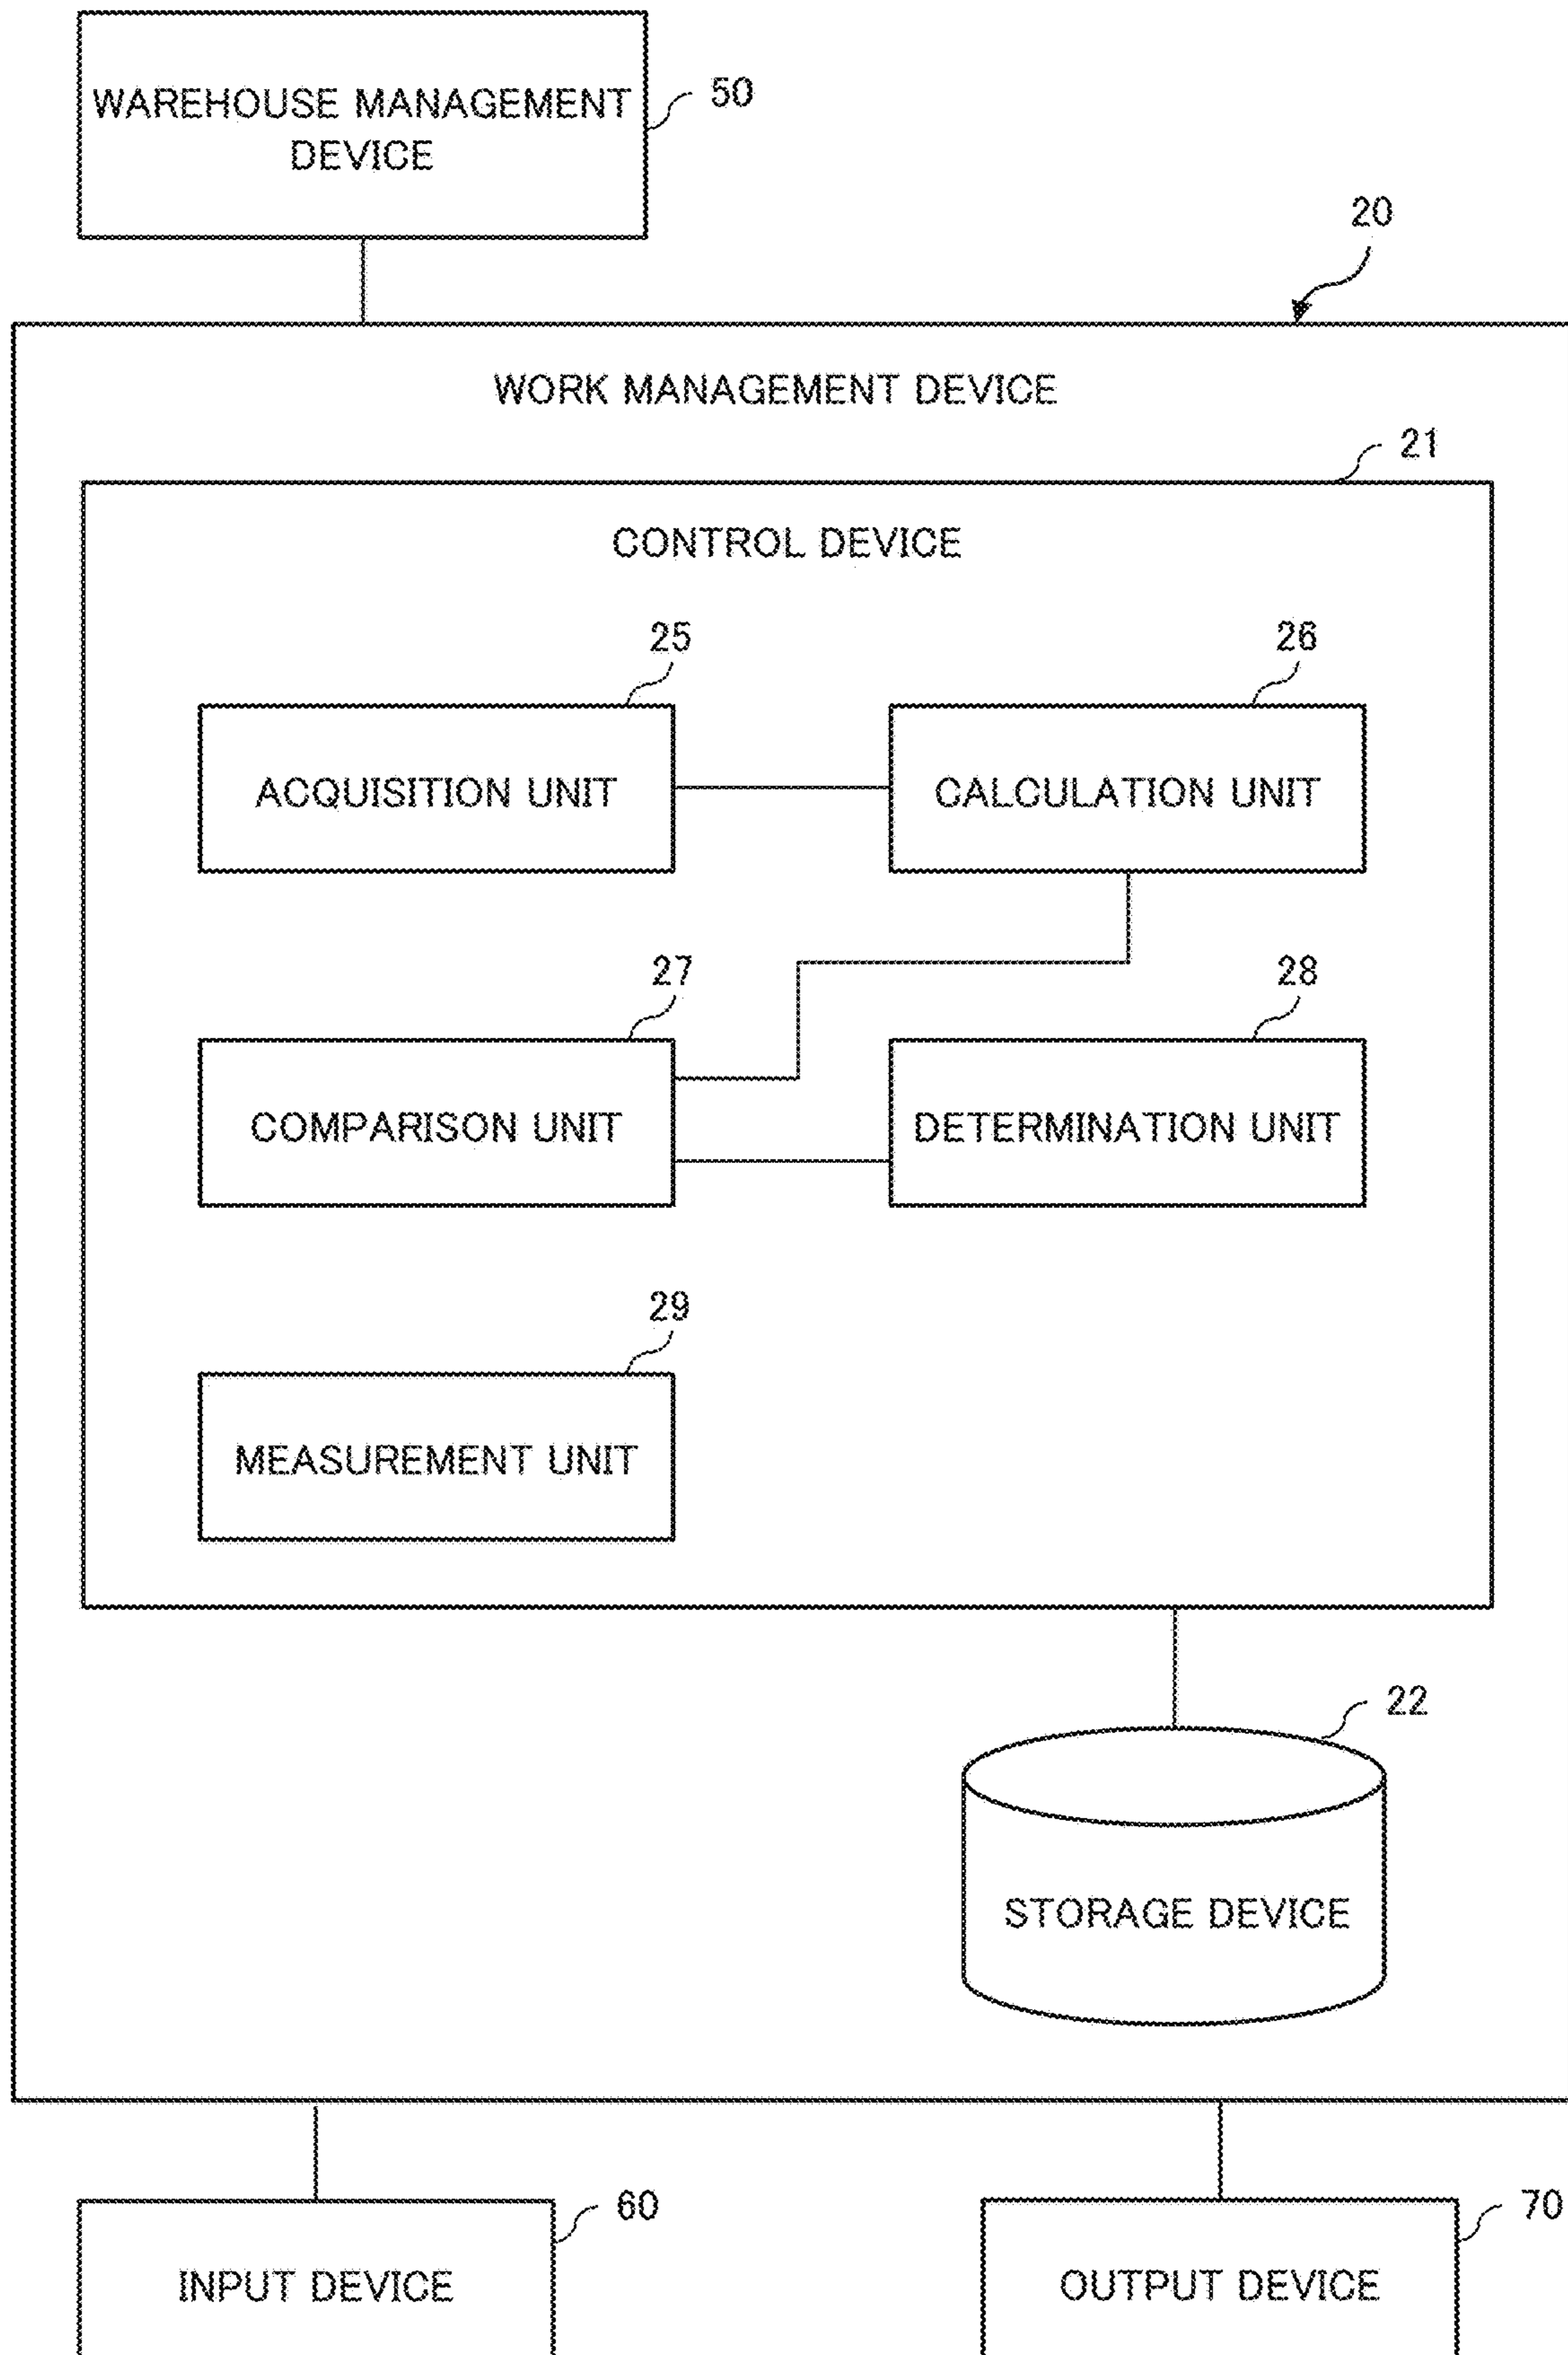 WAREHOUSE MANAGEMENT
DEVICE
50
20
WORK MANAGEMENT DEVICE
21
CONTROL DEVICE
25
26
ACQUISITION UNIT
CALCULATION UNIT
27
28
COMPARISON UNIT
DETERMINATION UNIT
29
MEASUREMENT UNIT
22
STORAGE DEVICE
60
70
INPUT DEVICE
OUTPUT DEVICE